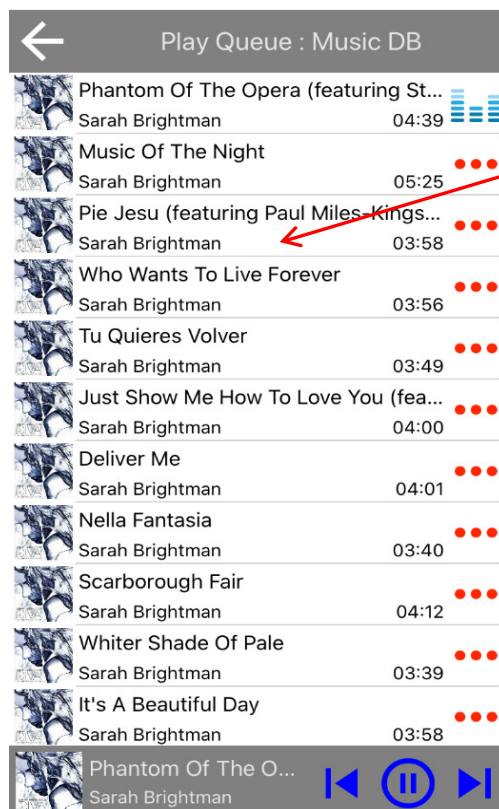 Play Queue : Music DB
Phantom Of The Opera (featuring St...
Sarah Brightman 04:39
Music Of The Night
Sarah Brightman 05:25
Pie Jesu (featuring Paul Miles-Kings...
Sarah Brightman 03:58
Who Wants To Live Forever
Sarah Brightman 03:56
Tu Quieres Volver
Sarah Brightman 03:49
Just Show Me How To Love You (fea...
Sarah Brightman 04:00
Deliver Me
Sarah Brightman 04:01
Nella Fantasia
Sarah Brightman 03:40
Scarborough Fair
Sarah Brightman 04:12
Whiter Shade Of Pale
Sarah Brightman 03:39
It's A Beautiful Day
Sarah Brightman 03:58
Phantom Of The O...
Sarah Brightman